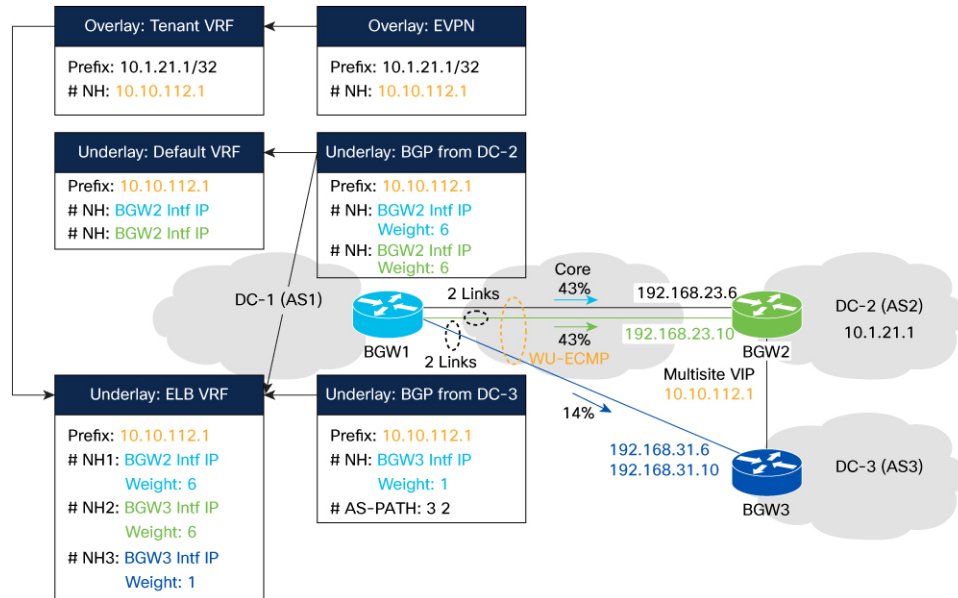 Overlay: Tenant VRF
Prefix: 10.1.21.1/32
# NH: 10.10.112.1
Overlay: EVPN
Prefix: 10.1.21.1/32
# NH: 10.10.112.1
Underlay: Default VRF
Prefix: 10.10.112.1
# NH: BGW2 Intf IP
# NH: BGW2 Intf IP
Underlay: BGP from DC-2
Prefix: 10.10.112.1
# NH: BGW2 Intf IP
Weight: 6
# NH: BGW2 Intf IP
Weight: 6
DC-1 (AS1)
BGW1
2 Links
2 Links
Core
43%
43%
WU-ECMP
14%
192.168.23.6
192.168.23.10
BGW2
DC-2 (AS2)
10.1.21.1
Multisite VIP
10.10.112.1
192.168.31.6
192.168.31.10
BGW3
DC-3 (AS3)
Underlay: ELB VRF
Prefix: 10.10.112.1
# NH1: BGW2 Intf IP
Weight: 6
# NH2: BGW3 Intf IP
Weight: 6
# NH3: BGW3 Intf IP
Weight: 1
Underlay: BGP from DC-3
Prefix: 10.10.112.1
# NH: BGW3 Intf IP
Weight: 1
# AS-PATH: 3 2